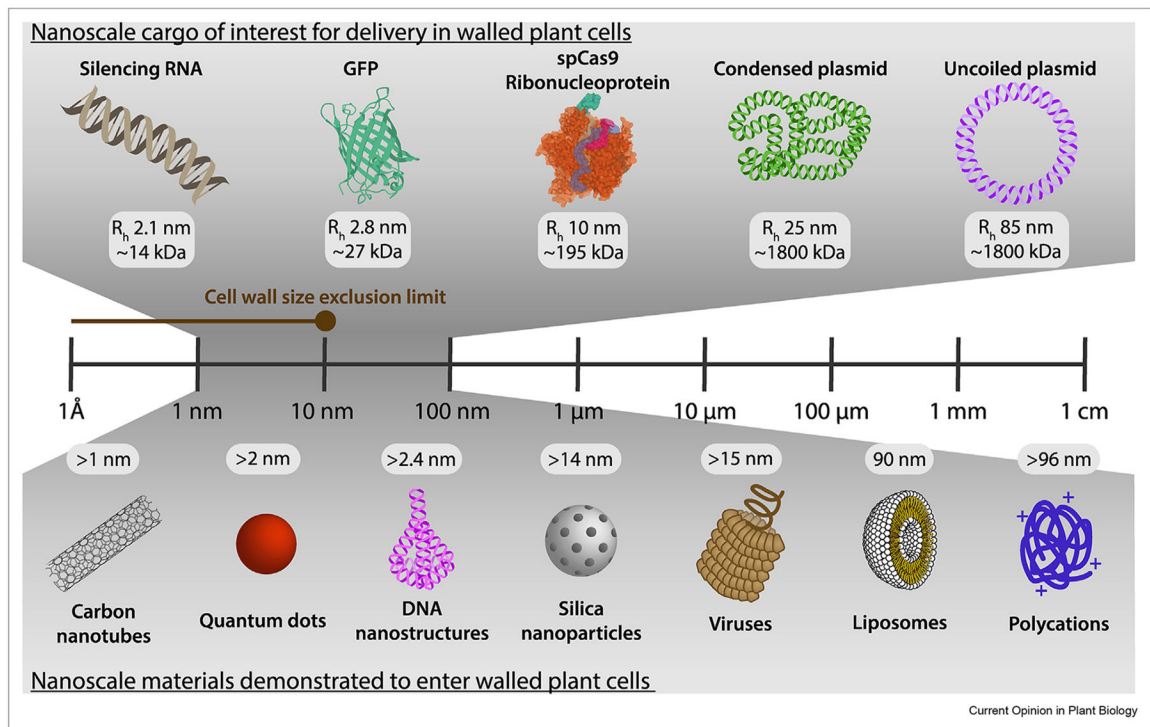 Nanoscale cargo of interest for delivery in walled plant cells
Silencing RNA
GFP
spCas9
Ribonucleoprotein
Condensed plasmid
Uncoiled plasmid
Rh 2.1 nm
~14 kDa
Rh 2.8 nm
~27 kDa
Rh 10 nm
~195 kDa
Rh 25 nm
~1800 kDa
Rh 85 nm
~1800 kDa
Cell wall size exclusion limit
1Å
1 nm
10 nm
100 nm
1 µm
10 µm
100 µm
1 mm
1 cm
>1 nm
>2 nm
>2.4 nm
>14 nm
>15 nm
90 nm
>96 nm
+
+
+
+
+
Carbon
nanotubes
Quantum dots
DNA
nanostructures
Silica
nanoparticles
Viruses
Liposomes
Polycations
Nanoscale materials demonstrated to enter walled plant cells
Current Opinion in Plant Biology